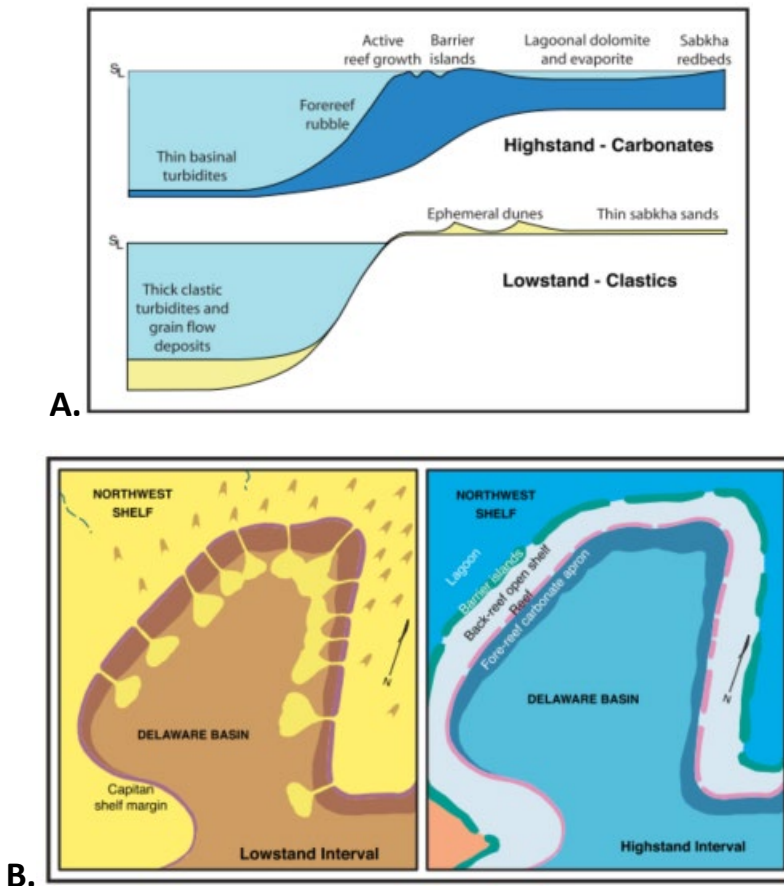 Active
reef growth
Barrier
islands
Lagoonal dolomite
and evaporite
Sabkha
redbeds
SL
Forereef
rubble
Thin basinal
turbidites
Highstand - Carbonates
Ephemeral dunes
Thin sabkha sands
SL
Lowstand - Clastics
Thick clastic
turbidites and
grain flow
deposits
A.
NORTHWEST
SHELF
N
DELAWARE BASIN
Capitan
shelf margin
Lowstand Interval
NORTHWEST
SHELF
Lagoon
Barrier islands
Back-reef open shelf
Reef
Fore-reef carbonate apron
N
DELAWARE BASIN
Highstand Interval
B.